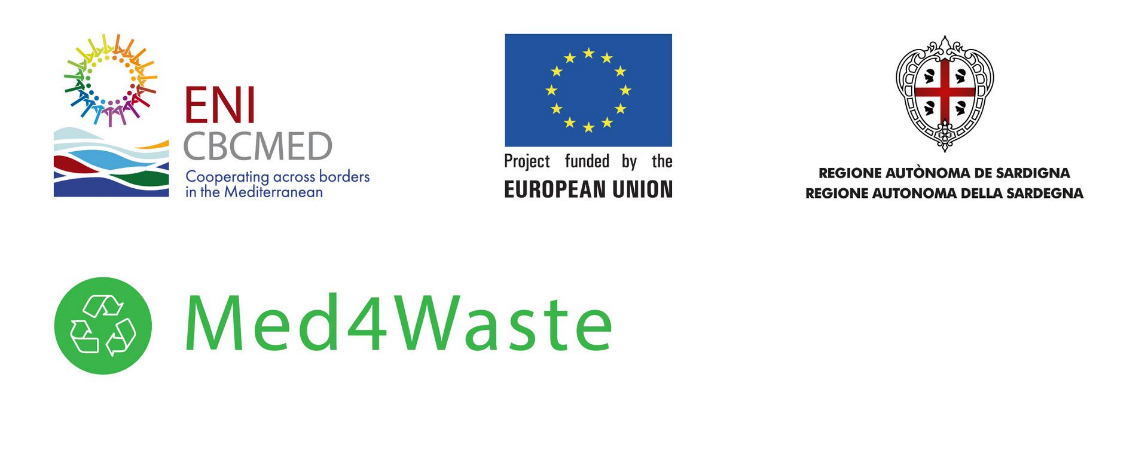 ENI
CBCMED
Cooperating across borders
in the Mediterranean
Project funded by the
EUROPEAN UNION
REGIONE AUTÒNOMA DE SARDIGNA
REGIONE AUTONOMA DELLA SARDEGNA
Med4Waste